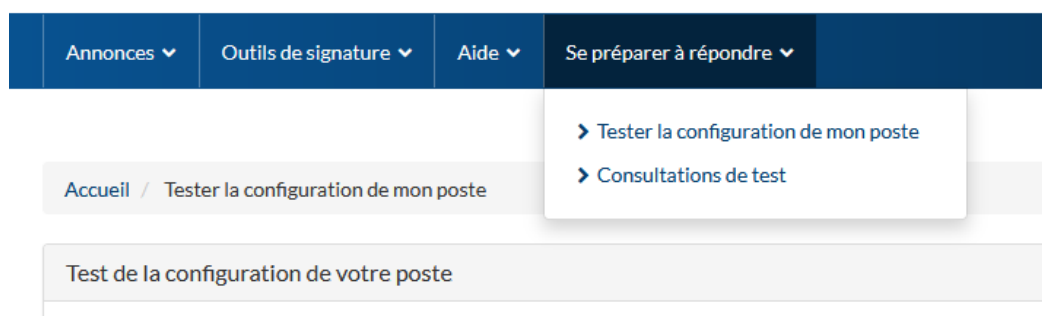 Annonces
Outils de signature
Aide
Se préparer à répondre
Tester la configuration de mon poste
Consultations de test
Accueil / Tester la configuration de mon poste
Test de la configuration de votre poste